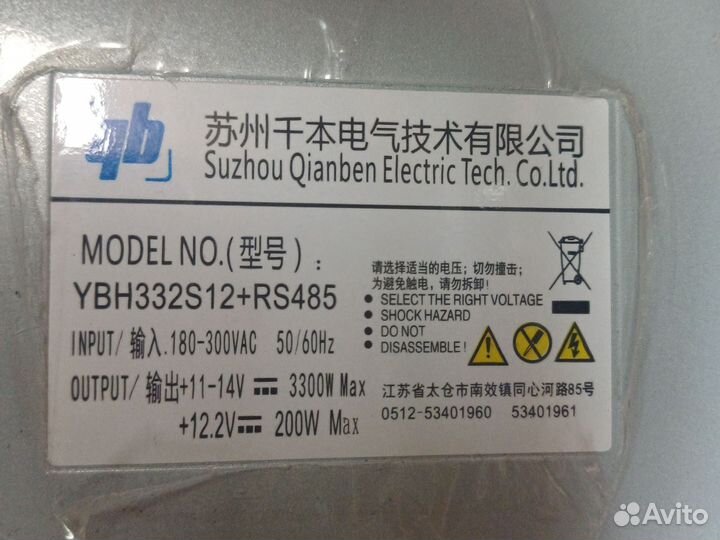 qb
苏州千本电气技术有限公司
Suzhou Qianben Electric Tech. Co.Ltd.
MODEL NO.(型号）:
YBH332S12+RS485
INPUT/输入.180-300VAC 50/60Hz
OUTPUT/输出+11-14V 3300W Max
+12.2V 200W Max
请选择适当的电压；切勿撞击；
为避免触电，请勿拆卸！
● SELECT THE RIGHT VOLTAGE
● SHOCK HAZARD
● DO NOT
● DISASSEMBLE !
江苏省太仓市南效镇同心河路85号
0512-53401960 53401961
Avito